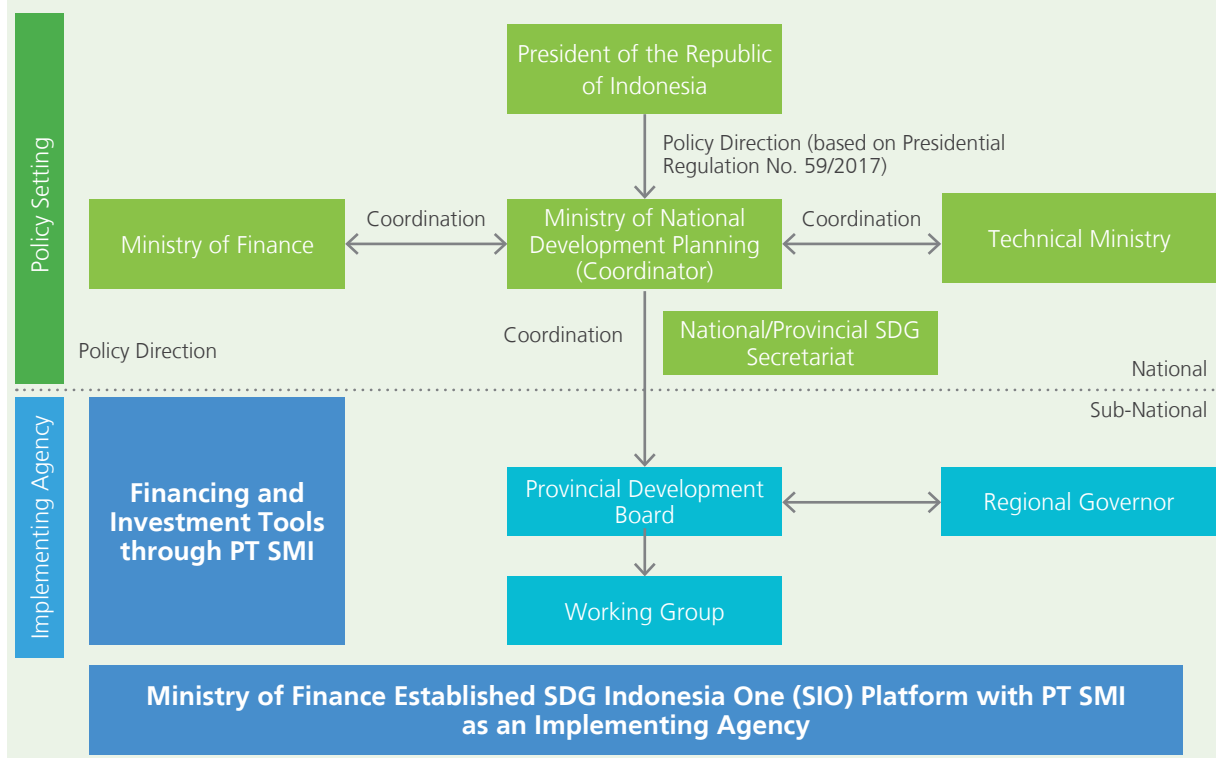 Policy Setting
President of the Republic
of Indonesia
Policy Direction (based on Presidential
Regulation No. 59/2017)
Ministry of Finance
Coordination
Ministry of National
Development Planning
(Coordinator)
Coordination
Technical Ministry
Policy Direction
Coordination
National/Provincial SDG
Secretariat
National
Sub-National
Implementing Agency
Financing and
Investment Tools
through PT SMI
Provincial Development
Board
Regional Governor
Working Group
Ministry of Finance Established SDG Indonesia One (SIO) Platform with PT SMI
as an Implementing Agency